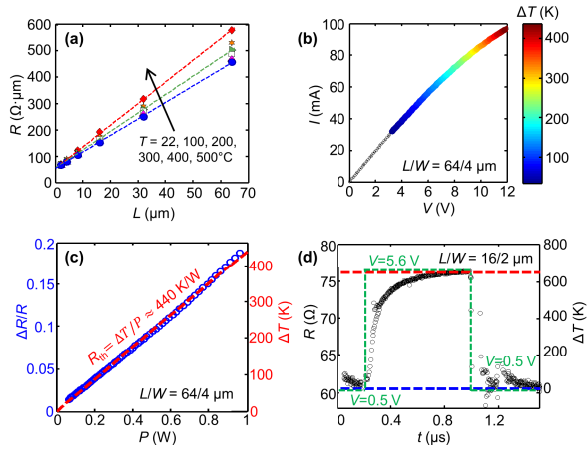 (a)
600
500
400
300
200
100
0
R (Ω·μm)
T = 22, 100, 200,
300, 400, 500°C
0 10 20 30 40 50 60 70
L (μm)
(b)
100
80
60
40
20
0
I (mA)
L/W = 64/4 μm
0 2 4 6 8 10 12
V (V)
ΔT (K)
400
300
200
100
(c)
0.2
0.15
0.1
0.05
0
ΔR/R
Rth = ΔT/P ≈ 440 K/W
L/W = 64/4 μm
400
300
200
100
0
ΔT (K)
0 0.2 0.4 0.6 0.8 1
P (W)
(d)
80
75
70
65
60
R (Ω)
V=5.6 V
L/W = 16/2 μm
V=0.5 V
V=0.5 V
800
600
400
200
0
ΔT (K)
0 0.4 0.8 1.2
t (μs)